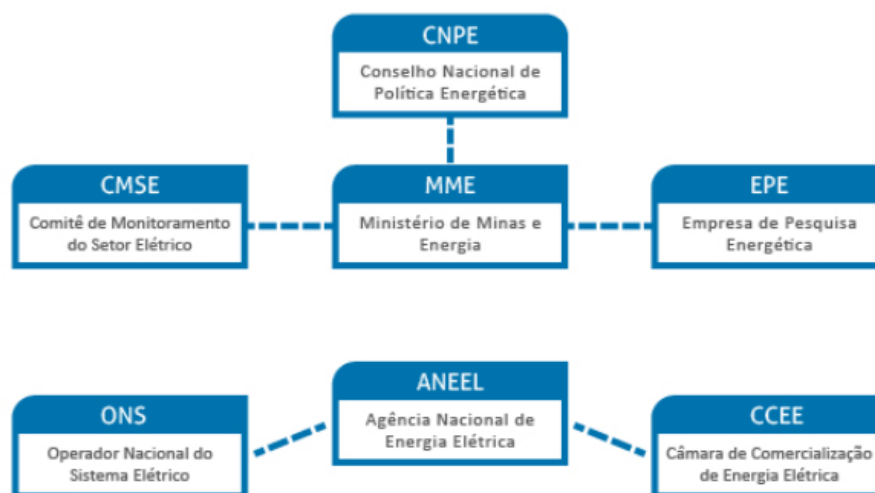 CNPE
Conselho Nacional de
Política Energética
CMSE
Comitê de Monitoramento
do Setor Elétrico
MME
Ministério de Minas e
Energia
EPE
Empresa de Pesquisa
Energética
ONS
Operador Nacional do
Sistema Elétrico
ANEEL
Agência Nacional de
Energia Elétrica
CCEE
Câmara de Comercialização
de Energia Elétrica